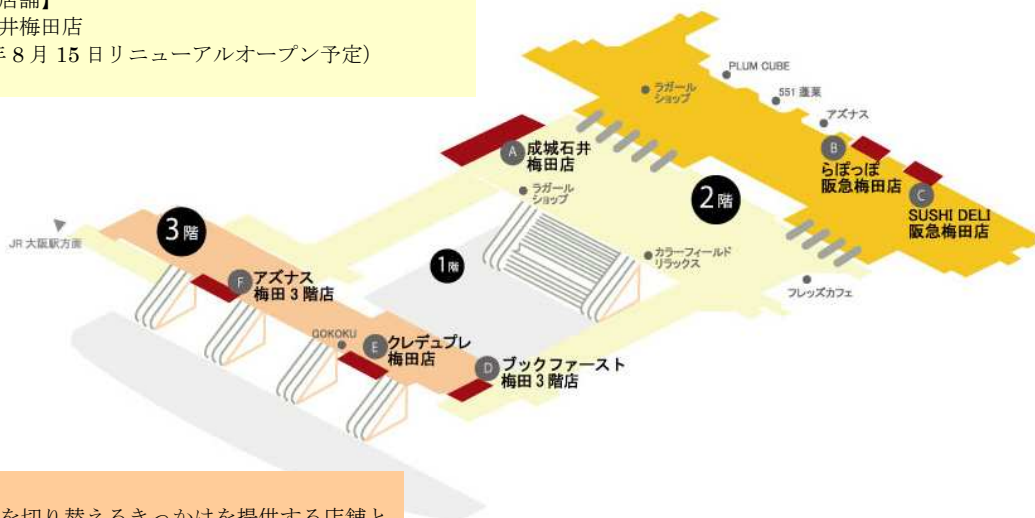 店舗】
井梅田店
年 8 月 15 日リニューアルオープン予定）
PLUM CUBE
ラガール
ショップ
551 蓬莱
アズナス
A
成城石井
梅田店
B
らぽっぽ
阪急梅田店
ラガール
ショップ
2階
C
SUSHI DELI
阪急梅田店
3階
JR 大阪駅方面
1階
カラーフィールド
リラックス
F
アズナス
梅田 3 階店
フレッズカフェ
GOKOKU
E
クレデュプレ
梅田店
D
ブックファースト
梅田 3 階店
を切り替えるきっかけを提供する店舗と